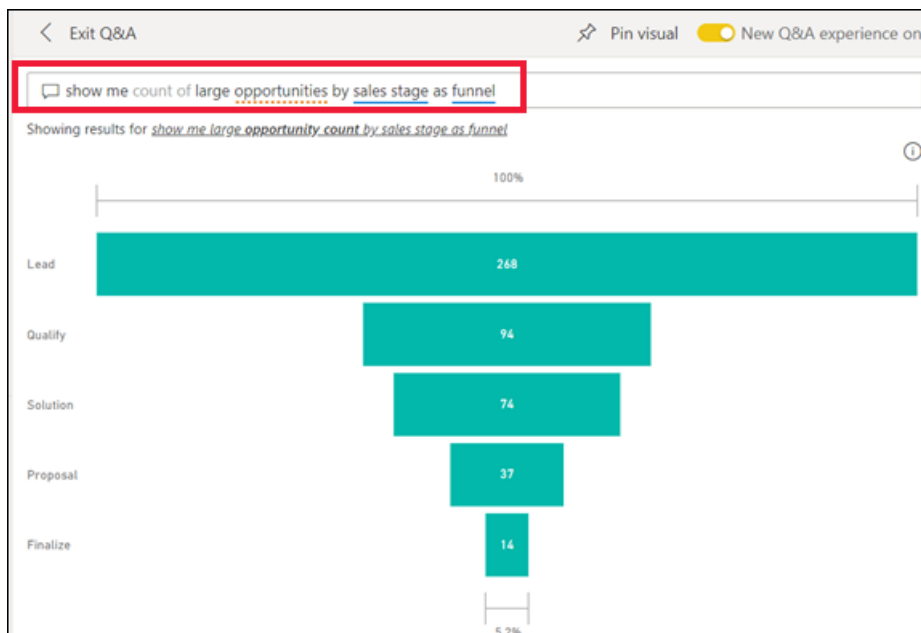 Exit Q&A
Pin visual
New Q&A experience on
show me count of large opportunities by sales stage as funnel
Showing results for show me large opportunity count by sales stage as funnel
100%
Lead 268
Qualify 94
Solution 74
Proposal 37
Finalize 14
5.2%